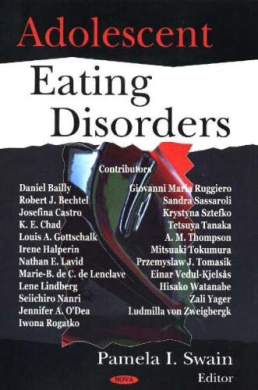 Adolescent
Eating
Disorders
Contributors
Daniel Bailly
Robert J. Bechtel
Josefina Castro
K. E. Chad
Louis A. Gottschalk
Irene Halperin
Nathan E. Lavid
Marie-B. de C. de Lenclave
Lene Lindberg
Seiichiro Nanri
Jennifer A. O'Dea
Iwona Rogatko
Giovanni Maria Ruggiero
Sandra Sassaroli
Krystyna Sztefko
Tetsuya Tanaka
A. M. Thompson
Mitsuaki Tokumura
Przemyslaw J. Tomasik
Einar Vedul-Kjelsås
Hisako Watanabe
Zali Yager
Ludmilla von Zweigbergk
Pamela I. Swain
Editor
NOVA